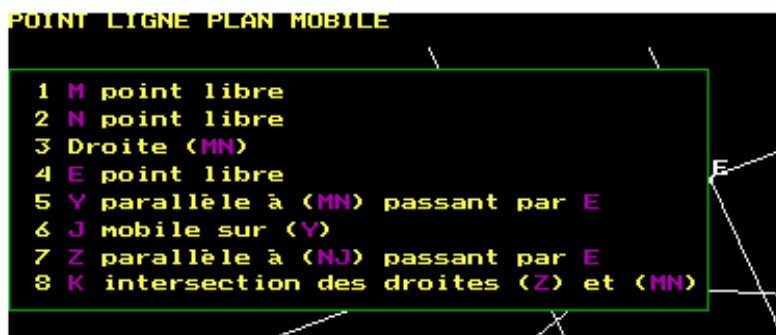 POINT LIGNE PLAN MOBILE
1 M point libre
2 N point libre
3 Droite (MN)
4 E point libre
5 Y parallèle à (MN) passant par E
6 J mobile sur (Y)
7 Z parallèle à (NJ) passant par E
8 K intersection des droites (Z) et (MN)
E